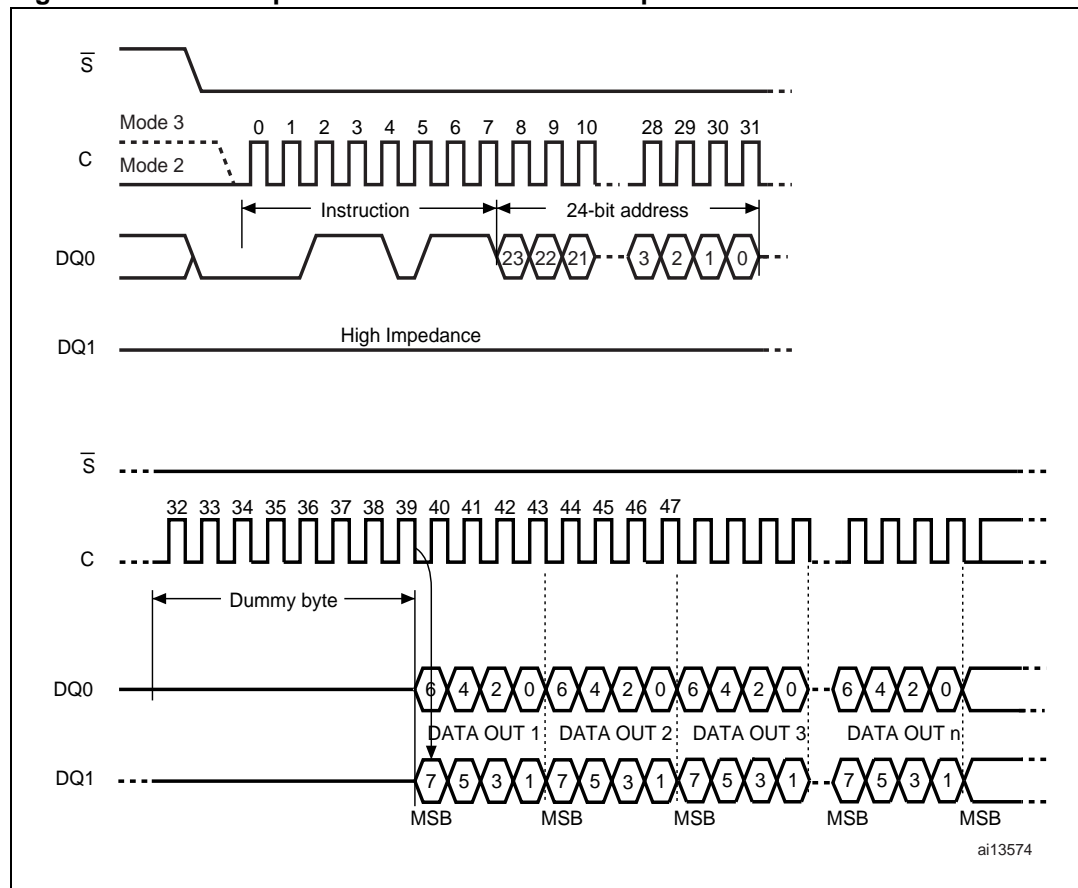 S
Mode 3
0 1 2 3 4 5 6 7 8 9 10 28 29 30 31
C
Mode 2
Instruction 24-bit address
DQ0
23 22 21 3 2 1 0
High Impedance
DQ1
S
32 33 34 35 36 37 38 39 40 41 42 43 44 45 46 47
C
Dummy byte
DQ0
6 4 2 0 6 4 2 0 6 4 2 0 6 4 2 0
DATA OUT 1 DATA OUT 2 DATA OUT 3 DATA OUT n
DQ1
7 5 3 1 7 5 3 1 7 5 3 1 7 5 3 1
MSB MSB MSB MSB MSB
ai13574